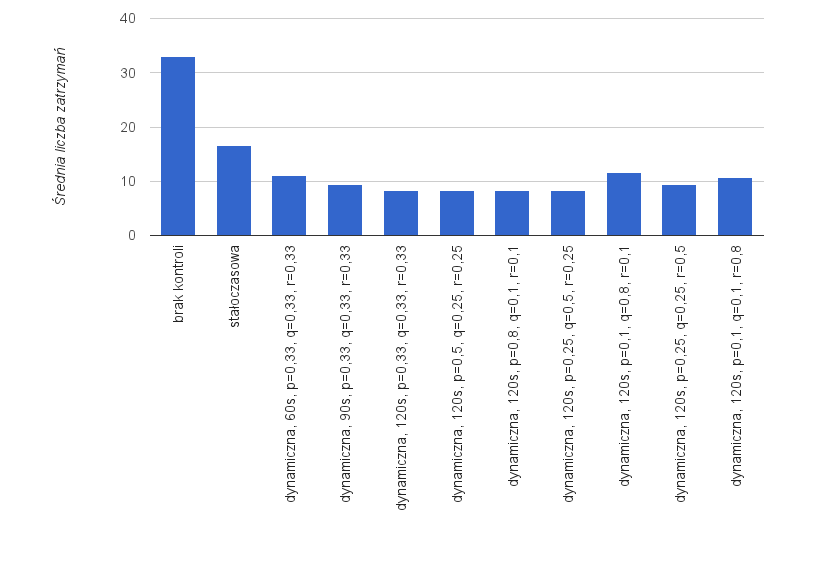 Średnia liczba zatrzymań
40
30
20
10
0
brak kontroli
stałoczasowa
dynamiczna, 60s, p=0,33, q=0,33, r=0,33
dynamiczna, 90s, p=0,33, q=0,33, r=0,33
dynamiczna, 120s, p=0,33, q=0,33, r=0,33
dynamiczna, 120s, p=0,5, q=0,25, r=0,25
dynamiczna, 120s, p=0,8, q=0,1, r=0,1
dynamiczna, 120s, p=0,25, q=0,5, r=0,25
dynamiczna, 120s, p=0,1, q=0,8, r=0,1
dynamiczna, 120s, p=0,25, q=0,25, r=0,5
dynamiczna, 120s, p=0,1, q=0,1, r=0,8